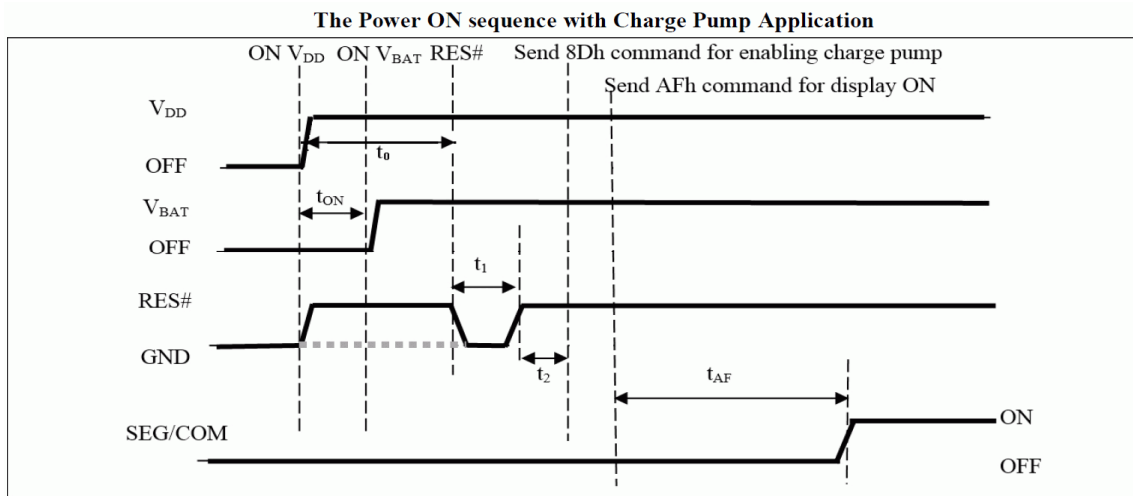 The Power ON sequence with Charge Pump Application
ON VDD ON VBAT RES# Send 8Dh command for enabling charge pump
Send AFh command for display ON
VDD
t0
OFF
tON
VBAT
OFF
t1
RES#
GND
t2
tAF
SEG/COM
ON
OFF